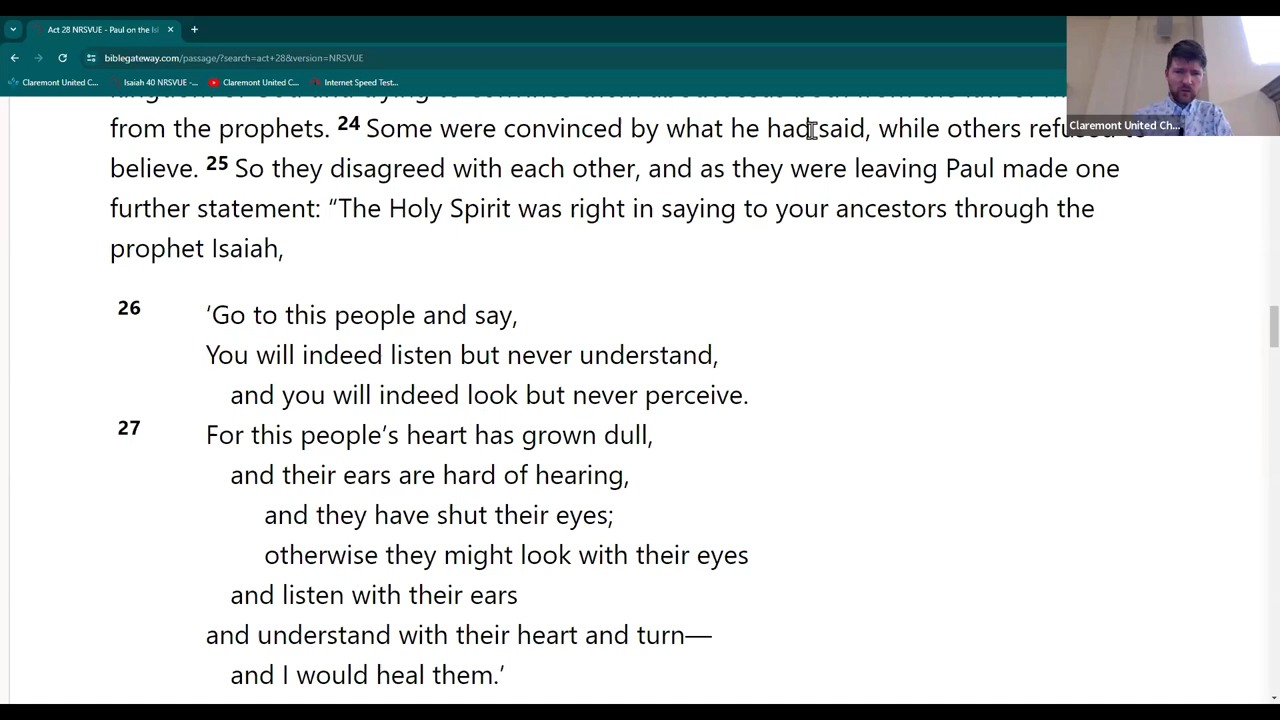 Act 28 NRSVUE - Paul on the Isl
biblegateway.com/passage/?search=act+28&version=NRSVUE
Claremont United C... Isaiah 40 NRSVUE -... Claremont United C... Internet Speed Test...
Claremont United Ch...
from the prophets. 24 Some were convinced by what he had said, while others refused to
believe. 25 So they disagreed with each other, and as they were leaving Paul made one
further statement: “The Holy Spirit was right in saying to your ancestors through the
prophet Isaiah,
26 ‘Go to this people and say,
You will indeed listen but never understand,
and you will indeed look but never perceive.
27 For this people’s heart has grown dull,
and their ears are hard of hearing,
and they have shut their eyes;
otherwise they might look with their eyes
and listen with their ears
and understand with their heart and turn—
and I would heal them.’